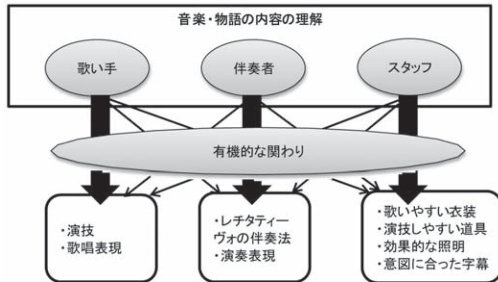 音楽・物語の内容の理解
歌い手
伴奏者
スタッフ
有機的な関わり
・演技
・歌唱表現
・レチタティー
ヴォの伴奏法
・演奏表現
・歌いやすい衣装
・演技しやすい道具
・効果的な照明
・意図に合った字幕